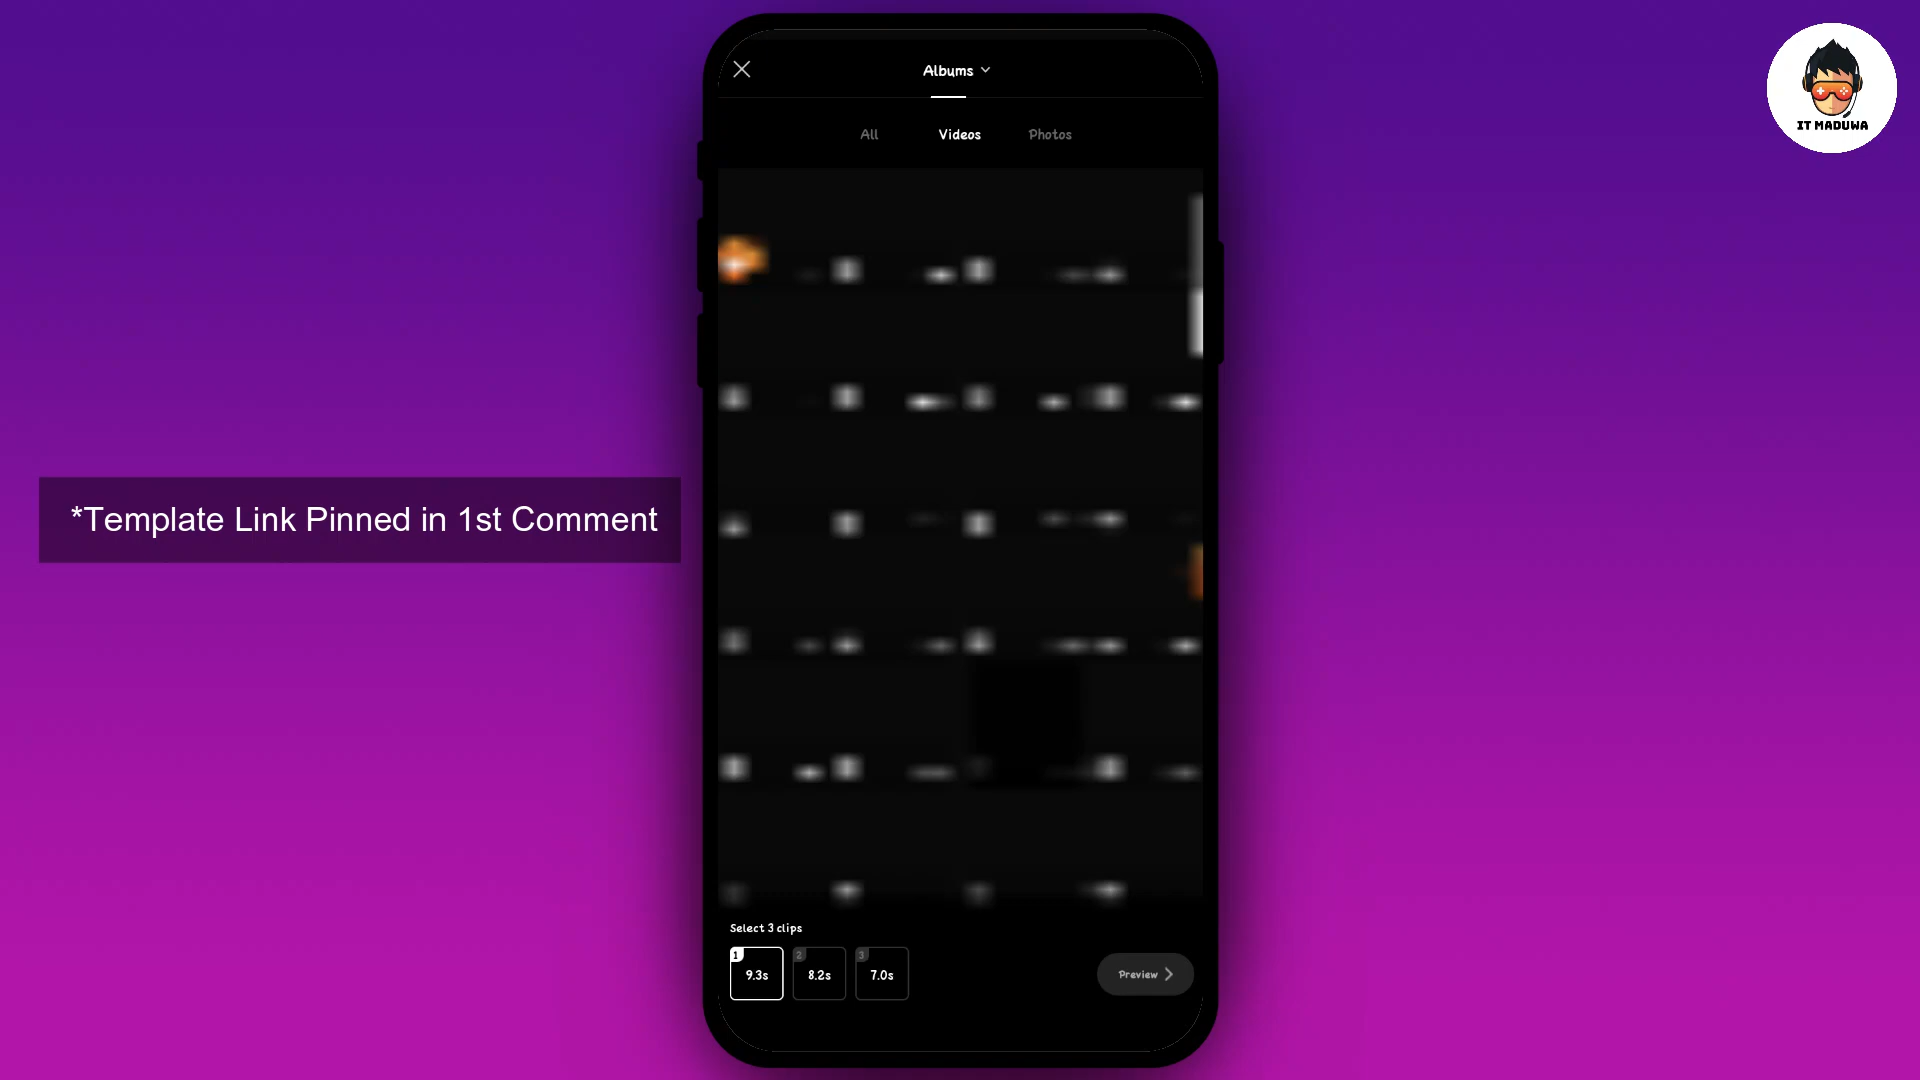 Albums
IT MADUWA
All Videos Photos
*Template Link Pinned in 1st Comment
Select 3 clips
1 2 3
9.3s 8.2s 7.0s
Preview